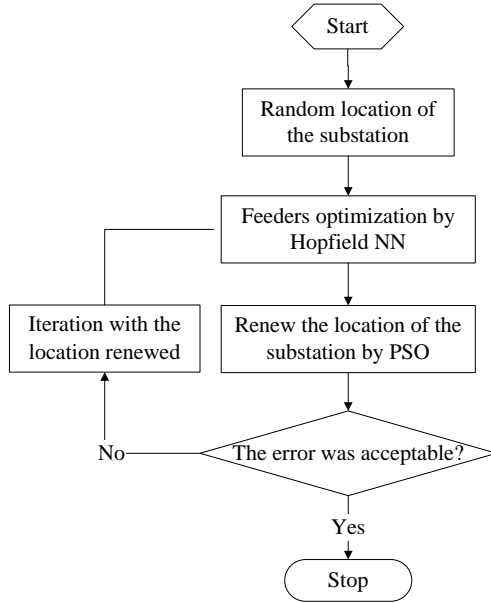 Start
Random location of
the substation
Feeders optimization by
Hopfield NN
Iteration with the
location renewed
Renew the location of the
substation by PSO
No
The error was acceptable?
Yes
Stop